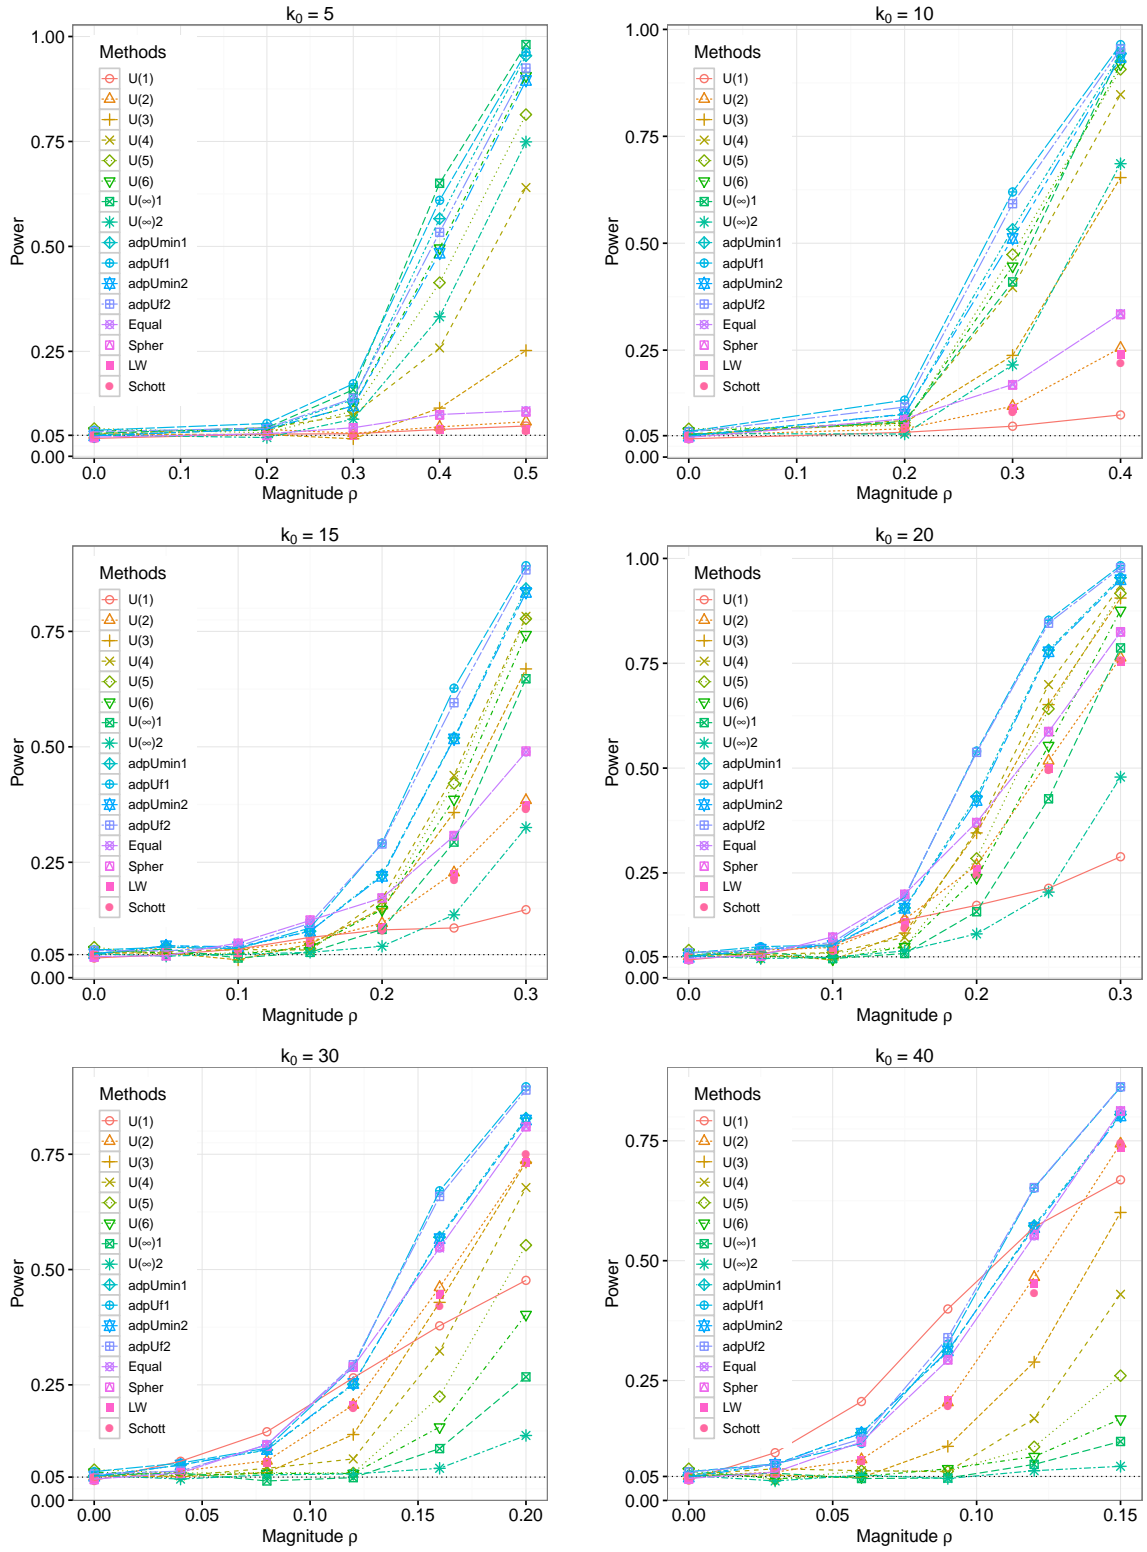 k₀ = 5
Power
1.00
0.75
0.50
0.25
0.05
0.00
Methods
U(1)
U(2)
U(3)
U(4)
U(5)
U(6)
U(∞)1
U(∞)2
adpUmin1
adpUf1
adpUmin2
adpUf2
Equal
Spher
LW
Schott
0.0 0.1 0.2 0.3 0.4 0.5
Magnitude ρ
k₀ = 10
Power
1.00
0.75
0.50
0.25
0.05
0.00
Methods
U(1)
U(2)
U(3)
U(4)
U(5)
U(6)
U(∞)1
U(∞)2
adpUmin1
adpUf1
adpUmin2
adpUf2
Equal
Spher
LW
Schott
0.0 0.1 0.2 0.3 0.4
Magnitude ρ
k₀ = 15
Power
0.75
0.50
0.25
0.05
0.00
Methods
U(1)
U(2)
U(3)
U(4)
U(5)
U(6)
U(∞)1
U(∞)2
adpUmin1
adpUf1
adpUmin2
adpUf2
Equal
Spher
LW
Schott
0.0 0.1 0.2 0.3
Magnitude ρ
k₀ = 20
Power
1.00
0.75
0.50
0.25
0.05
0.00
Methods
U(1)
U(2)
U(3)
U(4)
U(5)
U(6)
U(∞)1
U(∞)2
adpUmin1
adpUf1
adpUmin2
adpUf2
Equal
Spher
LW
Schott
0.0 0.1 0.2 0.3
Magnitude ρ
k₀ = 30
Power
0.75
0.50
0.25
0.05
0.00
Methods
U(1)
U(2)
U(3)
U(4)
U(5)
U(6)
U(∞)1
U(∞)2
adpUmin1
adpUf1
adpUmin2
adpUf2
Equal
Spher
LW
Schott
0.00 0.05 0.10 0.15 0.20
Magnitude ρ
k₀ = 40
Power
0.75
0.50
0.25
0.05
0.00
Methods
U(1)
U(2)
U(3)
U(4)
U(5)
U(6)
U(∞)1
U(∞)2
adpUmin1
adpUf1
adpUmin2
adpUf2
Equal
Spher
LW
Schott
0.00 0.05 0.10 0.15
Magnitude ρ